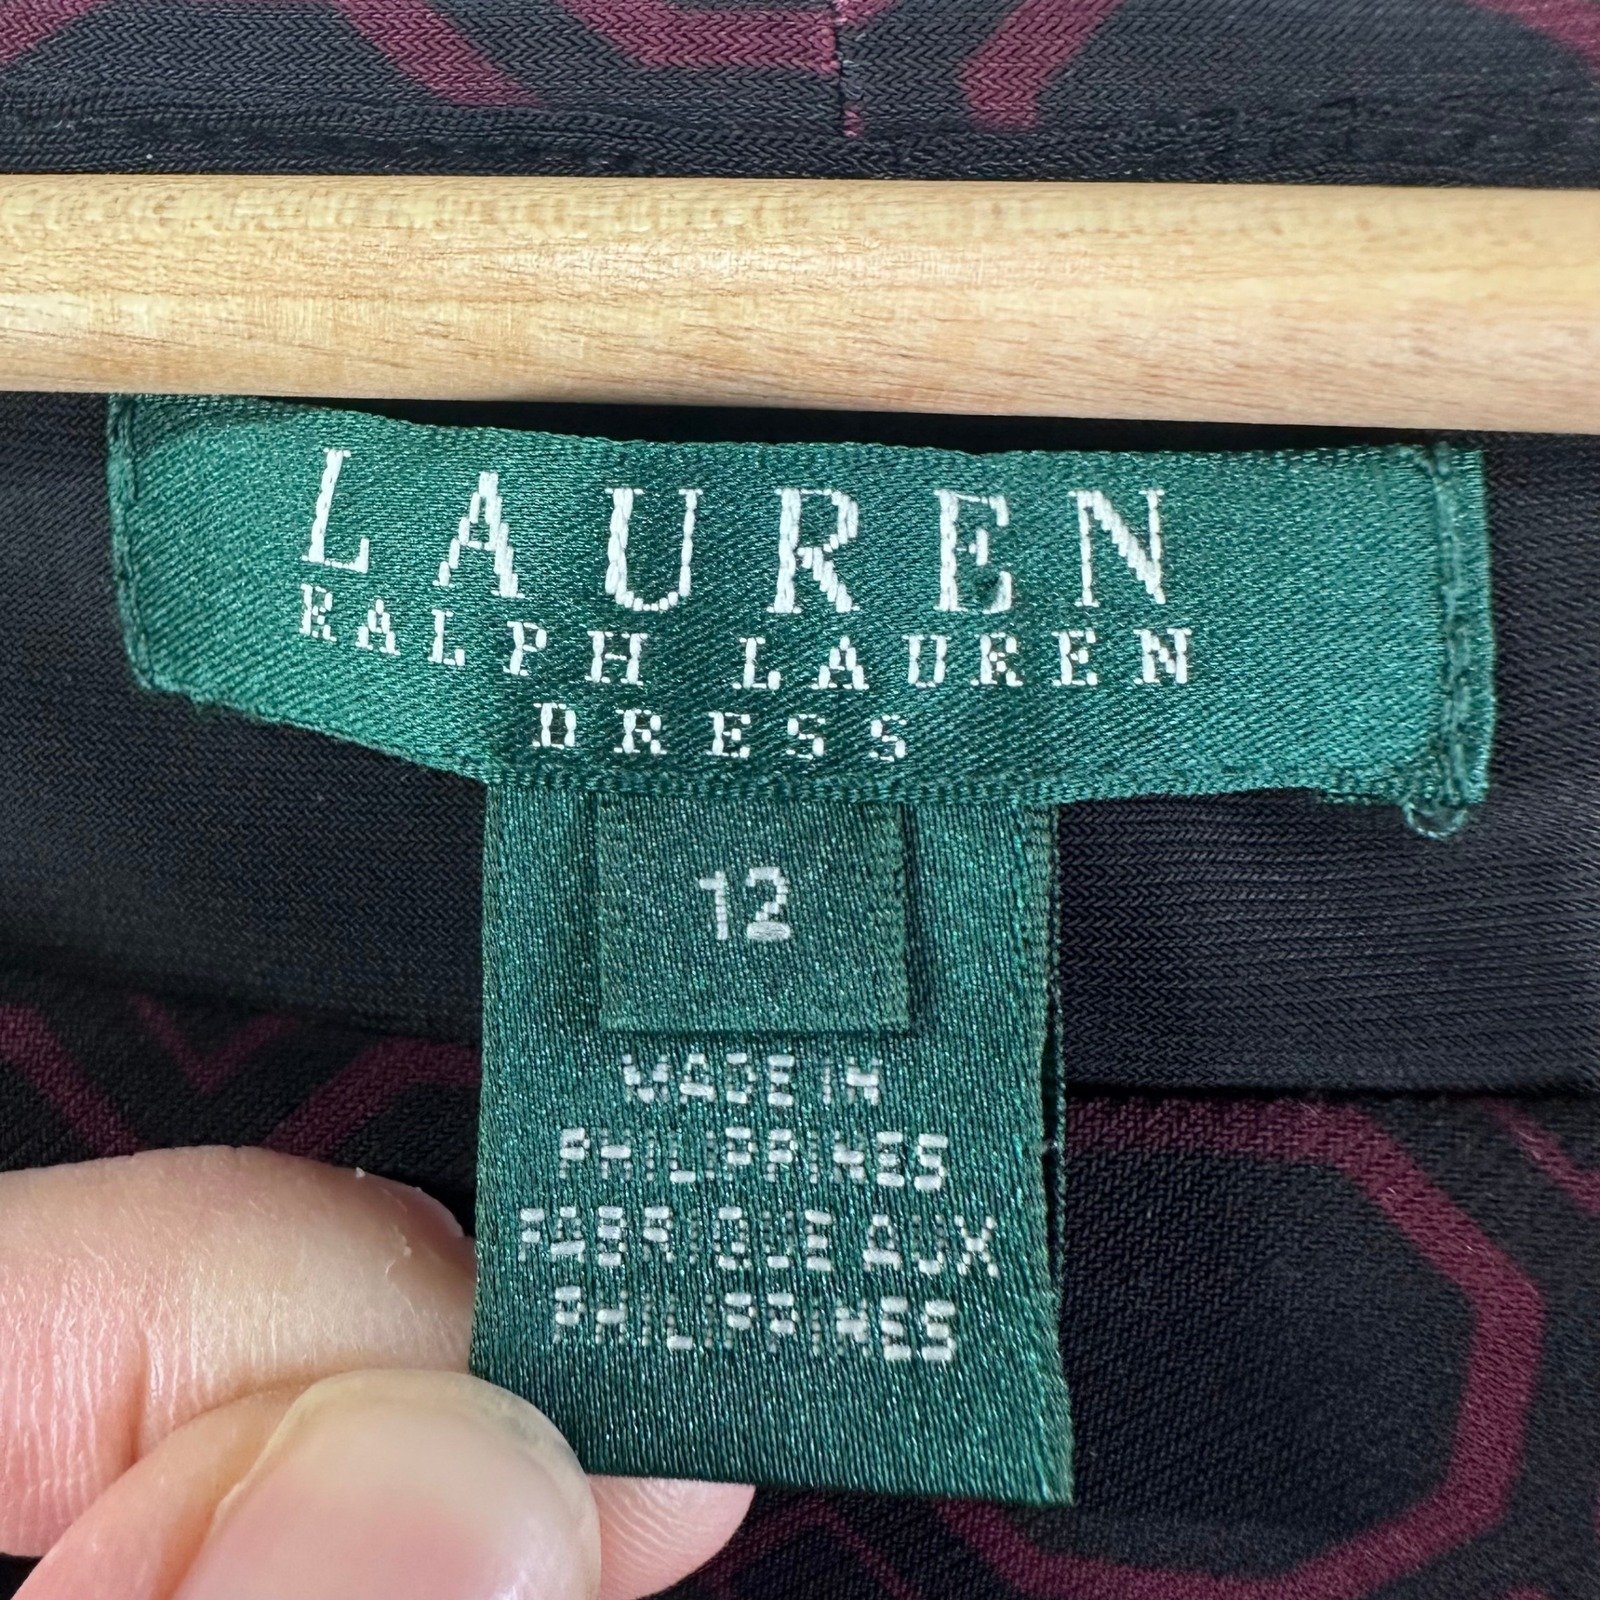 LAUREN
RALPH LAUREN
DRESS
12
MADE IN
PHILIPPINES
FABRIQUE AUX
PHILIPPINES